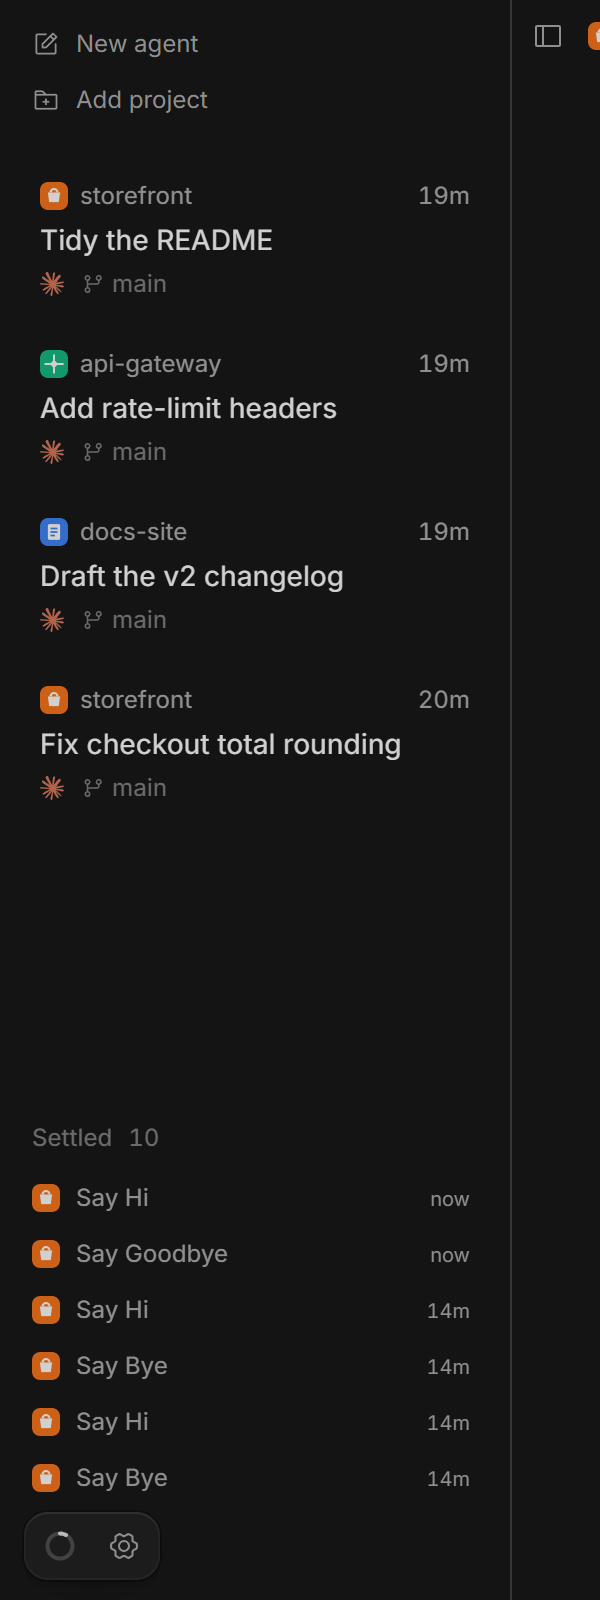 New agent
Add project
storefront 19m
Tidy the README
main
api-gateway 19m
Add rate-limit headers
main
docs-site 19m
Draft the v2 changelog
main
storefront 20m
Fix checkout total rounding
main
Settled 10
Say Hi now
Say Goodbye now
Say Hi 14m
Say Bye 14m
Say Hi 14m
Say Bye 14m